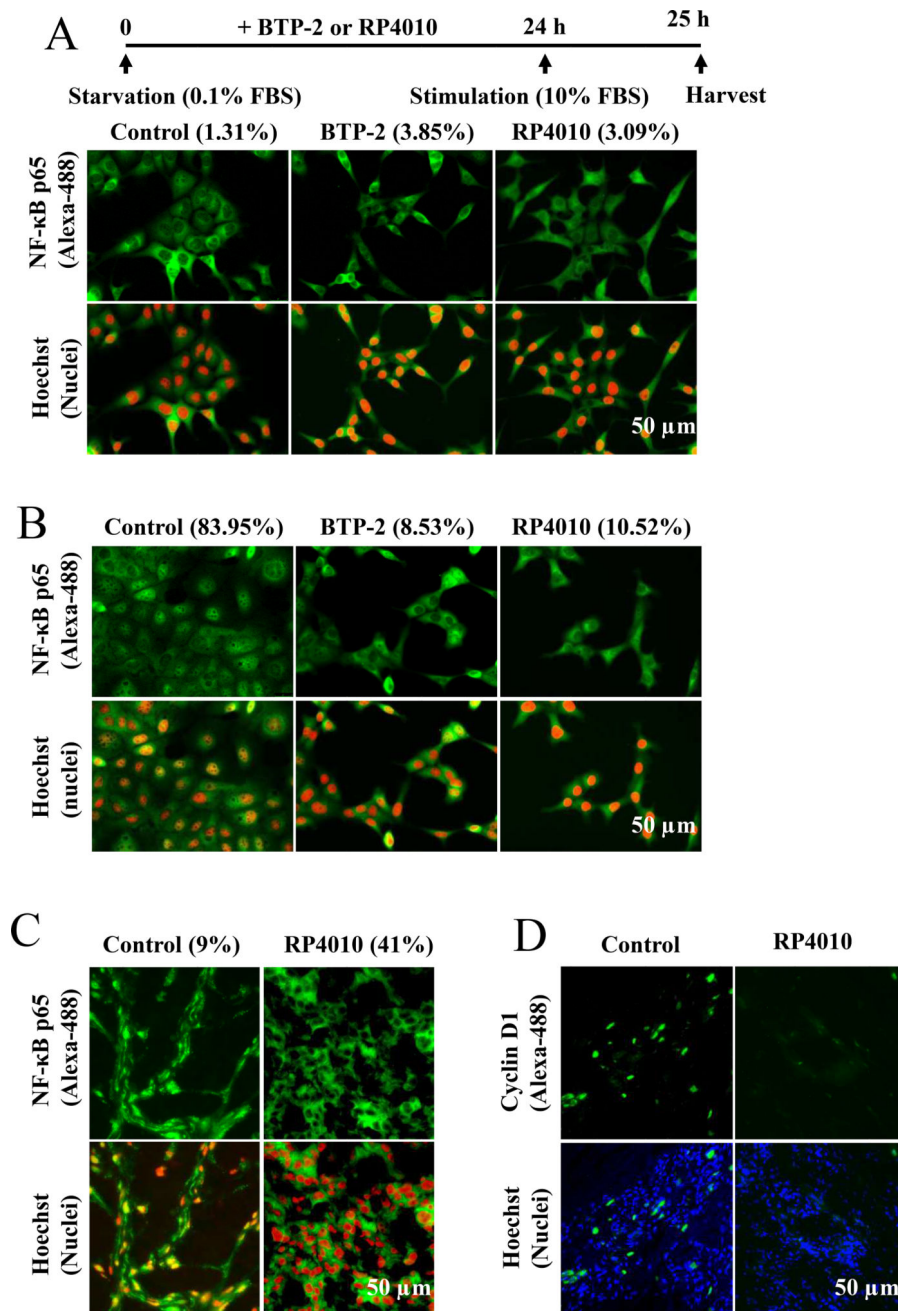 A
0
+ BTP-2 or RP4010
24 h
25 h
Starvation (0.1% FBS)
Stimulation (10% FBS)
Harvest
Control (1.31%)
BTP-2 (3.85%)
RP4010 (3.09%)
NF-κB p65
(Alexa-488)
Hoechst
(Nuclei)
50 µm
B
Control (83.95%)
BTP-2 (8.53%)
RP4010 (10.52%)
NF-κB p65
(Alexa-488)
Hoechst
(nuclei)
50 µm
C
Control (9%)
RP4010 (41%)
NF-κB p65
(Alexa-488)
Hoechst
(Nuclei)
50 µm
D
Control
RP4010
Cyclin D1
(Alexa-488)
Hoechst
(Nuclei)
50 µm